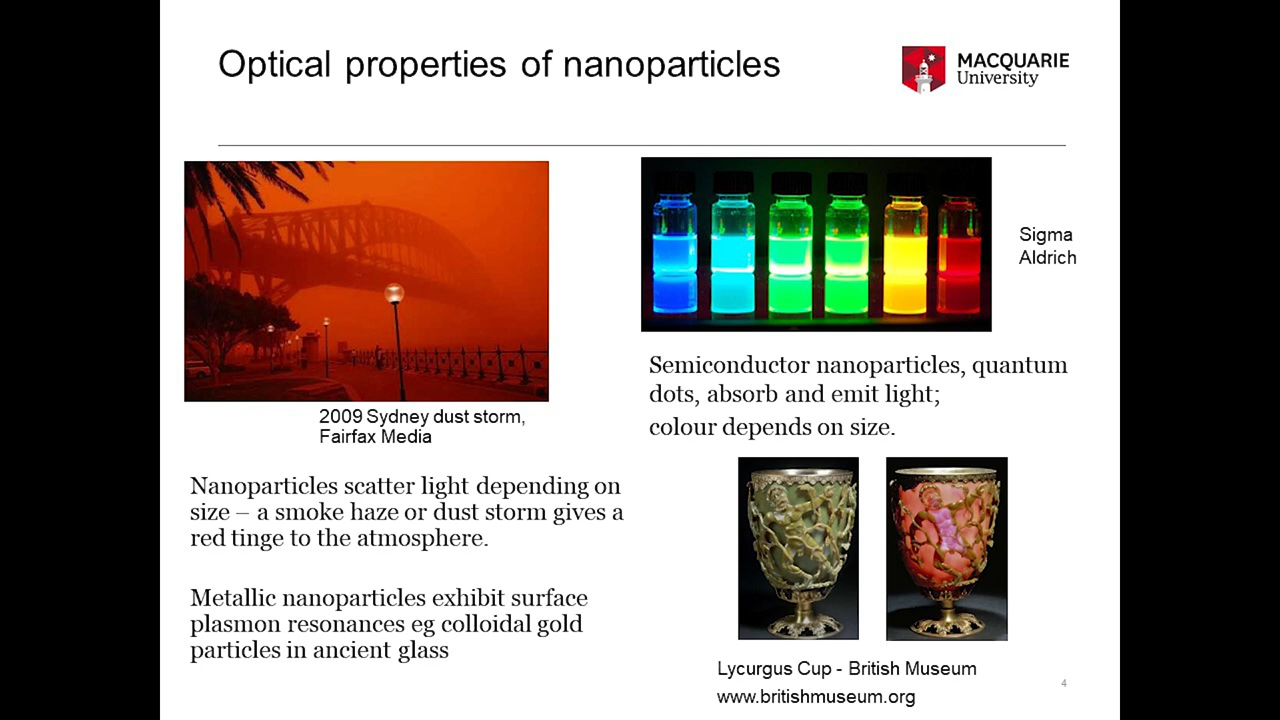 Optical properties of nanoparticles
MACQUARIE
University
2009 Sydney dust storm,
Fairfax Media
Nanoparticles scatter light depending on
size – a smoke haze or dust storm gives a
red tinge to the atmosphere.
Metallic nanoparticles exhibit surface
plasmon resonances eg colloidal gold
particles in ancient glass
Sigma
Aldrich
Semiconductor nanoparticles, quantum
dots, absorb and emit light;
colour depends on size.
Lycurgus Cup - British Museum
www.britishmuseum.org
4